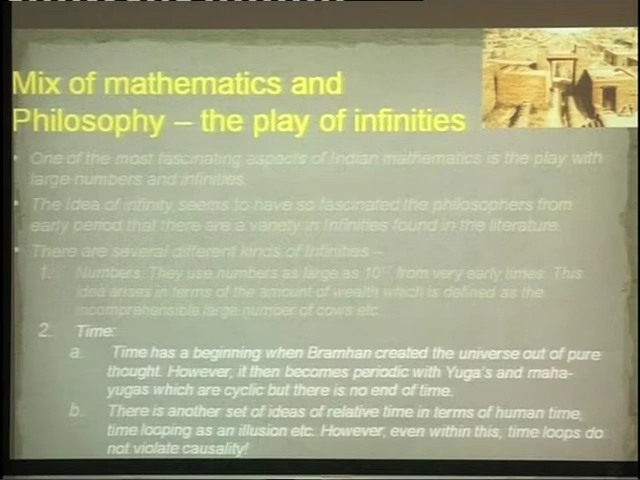 Mix of mathematics and
Philosophy – the play of infinities
• One of the most fascinating aspects of Indian mathematics is the play with
large numbers and infinities.
• The Idea of infinity seems to have so fascinated the philosophers from
early period that there are a variety in Infinities found in the literature.
• There are several different kinds of Infinities –
1. Numbers: They use numbers as large as from very early times. This
idea arises in terms of the amount of wealth which is defined as the
incomprehensible large number of cows etc.
2. Time:
a. Time has a beginning when Bramhan created the universe out of pure
thought. However, it then becomes periodic with Yuga's and maha-
yugas which are cyclic but there is no end of time.
b. There is another set of ideas of relative time in terms of human time,
time looping as an illusion etc. However, even within this, time loops do
not violate causality!